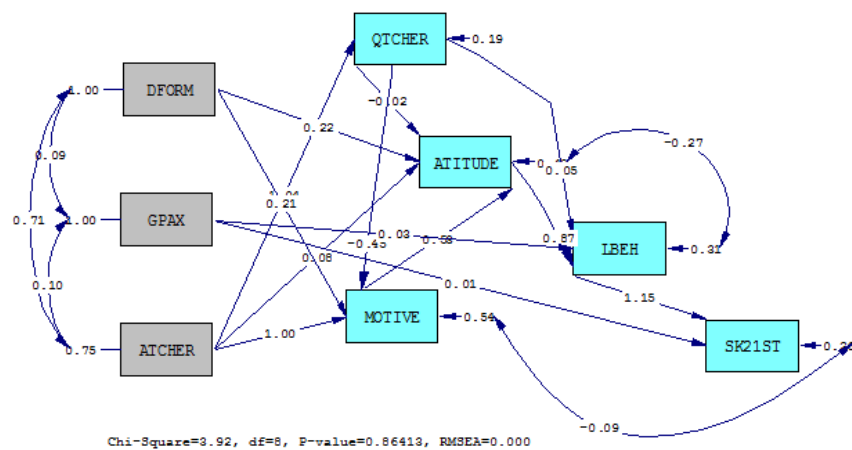 QTCHER
0.19
1.00
DFORM
-0.02
0.22
ATITUDE
0.05
-0.27
0.09
0.21
0.71
1.00
GPAX
-0.45
0.03
0.58
0.87
LBEH
0.31
0.08
0.10
0.01
1.15
MOTIVE
0.54
1.00
0.75
ATCHER
SK21ST
-0.09
Chi-Square=3.92, df=8, P-value=0.86413, RMSEA=0.000